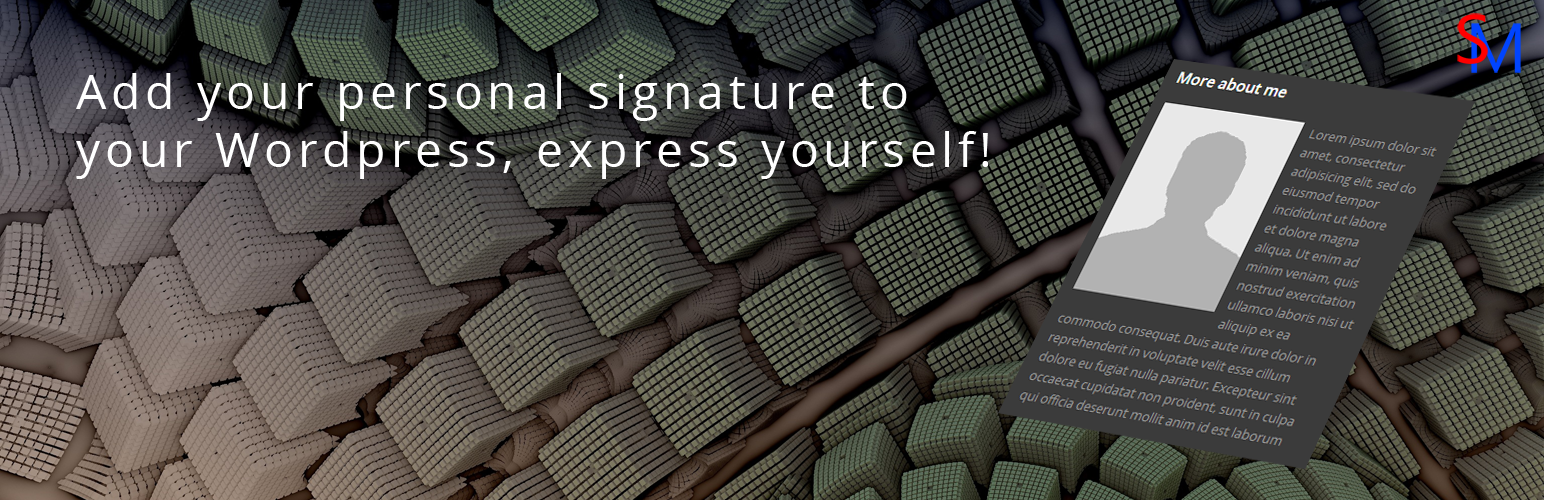 Add your personal signature to
your Wordpress, express yourself!
SM
More about me
Lorem ipsum dolor sit
amet, consectetur
adipisicing elit, sed do
eiusmod tempor
incididunt ut labore
et dolore magna
aliqua. Ut enim ad
minim veniam, quis
nostrud exercitation
ullamco laboris nisi ut
aliquip ex ea
commodo consequat. Duis aute irure dolor in
reprehenderit in voluptate velit esse cillum
dolore eu fugiat nulla pariatur. Excepteur sint
occaecat cupidatat non proident, sunt in culpa
qui officia deserunt mollit anim id est laborum